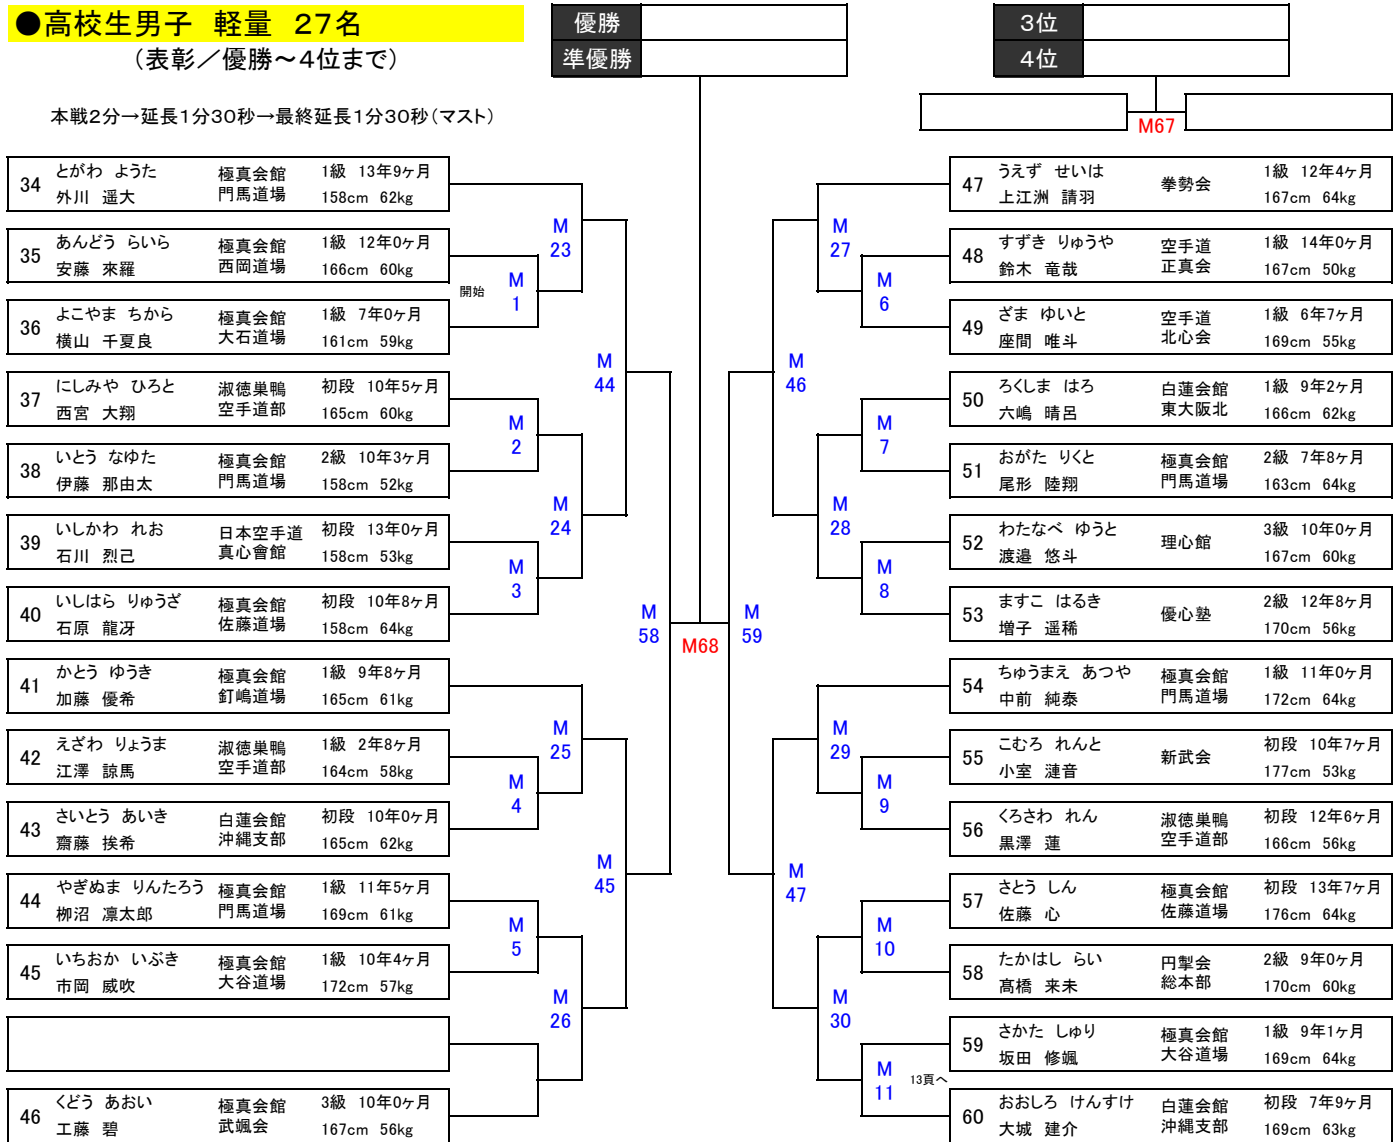 ●高校生男子 軽量 27名
(表彰／優勝～4位まで)
本戦2分→延長1分30秒→最終延長1分30秒(マスト)
優勝
準優勝
3位
4位
M67
34 とがわ ようた 外川 遥大 極真会館 門馬道場 1級 13年9ヶ月 158cm 62kg
35 あんどう らいら 安藤 來羅 極真会館 西岡道場 1級 12年0ヶ月 166cm 60kg
36 よこやま ちから 横山 千夏良 極真会館 大石道場 1級 7年0ヶ月 161cm 59kg
37 にしみや ひろと 西宮 大翔 淑徳巣鴨 空手道部 初段 10年5ヶ月 165cm 60kg
38 いとう なゆた 伊藤 那由太 極真会館 門馬道場 2級 10年3ヶ月 158cm 52kg
39 いしかわ れお 石川 烈己 日本空手道 真心會館 初段 13年0ヶ月 158cm 53kg
40 いしはら りゅうざ 石原 龍冴 極真会館 佐藤道場 初段 10年8ヶ月 158cm 64kg
41 かとう ゆうき 加藤 優希 極真会館 釘嶋道場 1級 9年8ヶ月 165cm 61kg
42 えざわ りょうま 江澤 諒馬 淑徳巣鴨 空手道部 1級 2年8ヶ月 164cm 58kg
43 さいとう あいき 齋藤 挨希 白蓮会館 沖縄支部 初段 10年0ヶ月 165cm 62kg
44 やぎぬま りんたろう 柳沼 凛太郎 極真会館 門馬道場 1級 11年5ヶ月 169cm 61kg
45 いちおか いぶき 市岡 威吹 極真会館 大谷道場 1級 10年4ヶ月 172cm 57kg
46 くどう あおい 工藤 碧 極真会館 武颯会 3級 10年0ヶ月 167cm 56kg
開始
M 1
M 2
M 3
M 4
M 5
M 23
M 24
M 25
M 26
M 44
M 45
M 58
M68
M 59
M 46
M 47
M 27
M 28
M 29
M 30
M 6
M 7
M 8
M 9
M 10
M 11
13頁へ
47 うえず せいは 上江洲 請羽 拳勢会 1級 12年4ヶ月 167cm 64kg
48 すずき りゅうや 鈴木 竜哉 空手道 正真会 1級 14年0ヶ月 167cm 50kg
49 ざま ゆいと 座間 唯斗 空手道 北心会 1級 6年7ヶ月 169cm 55kg
50 ろくしま はろ 六嶋 晴呂 白蓮会館 東大阪北 1級 9年2ヶ月 166cm 62kg
51 おがた りくと 尾形 陸翔 極真会館 門馬道場 2級 7年8ヶ月 163cm 64kg
52 わたなべ ゆうと 渡邉 悠斗 理心館 3級 10年0ヶ月 167cm 60kg
53 ますこ はるき 増子 遥稀 優心塾 2級 12年8ヶ月 170cm 56kg
54 ちゅうまえ あつや 中前 純泰 極真会館 門馬道場 1級 11年0ヶ月 172cm 64kg
55 こむろ れんと 小室 漣音 新武会 初段 10年7ヶ月 177cm 53kg
56 くろさわ れん 黒澤 蓮 淑徳巣鴨 空手道部 初段 12年6ヶ月 166cm 56kg
57 さとう しん 佐藤 心 極真会館 佐藤道場 初段 13年7ヶ月 176cm 64kg
58 たかはし らい 髙橋 来未 円掣会 総本部 2級 9年0ヶ月 170cm 60kg
59 さかた しゅり 坂田 修颯 極真会館 大谷道場 1級 9年1ヶ月 169cm 64kg
60 おおしろ けんすけ 大城 建介 白蓮会館 沖縄支部 初段 7年9ヶ月 169cm 63kg